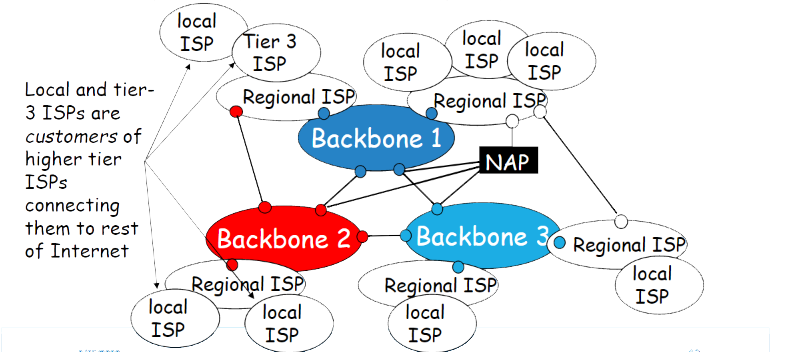 local
ISP
Tier 3
ISP
local
ISP
local
ISP
local
ISP
Local and tier-
3 ISPs are
customers of
higher tier
ISPs
connecting
them to rest
of Internet
Regional ISP
Regional ISP
Backbone 1
NAP
Backbone 2
Backbone 3
Regional ISP
local
ISP
Regional ISP
Regional ISP
local
ISP
local
ISP
local
ISP